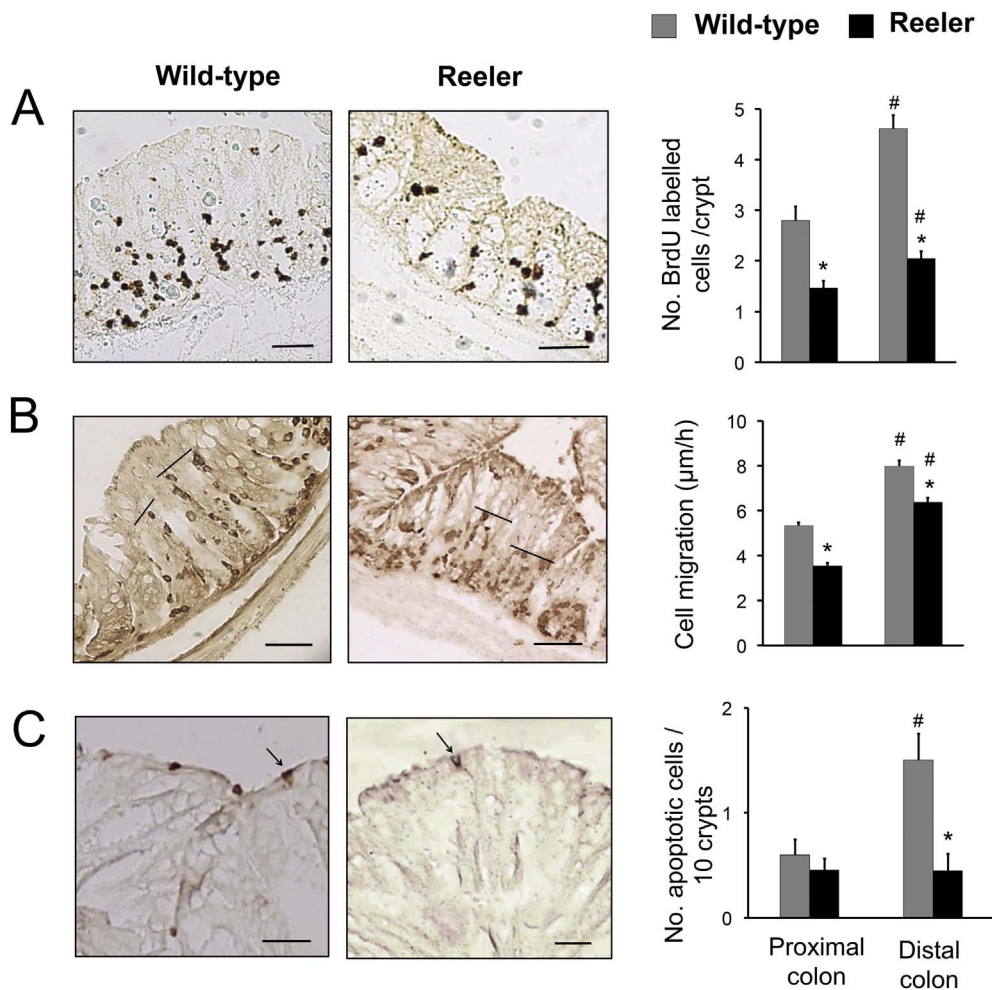 Wild-type Reeler
Wild-type Reeler
A
No. BrdU labelled
cells /crypt
5
4
3
2
1
0
*
#
#
*
B
Cell migration (µm/h)
10
8
6
4
2
0
*
#
#
*
C
No. apoptotic cells /
10 crypts
2
1
0
#
*
Proximal
colon
Distal
colon